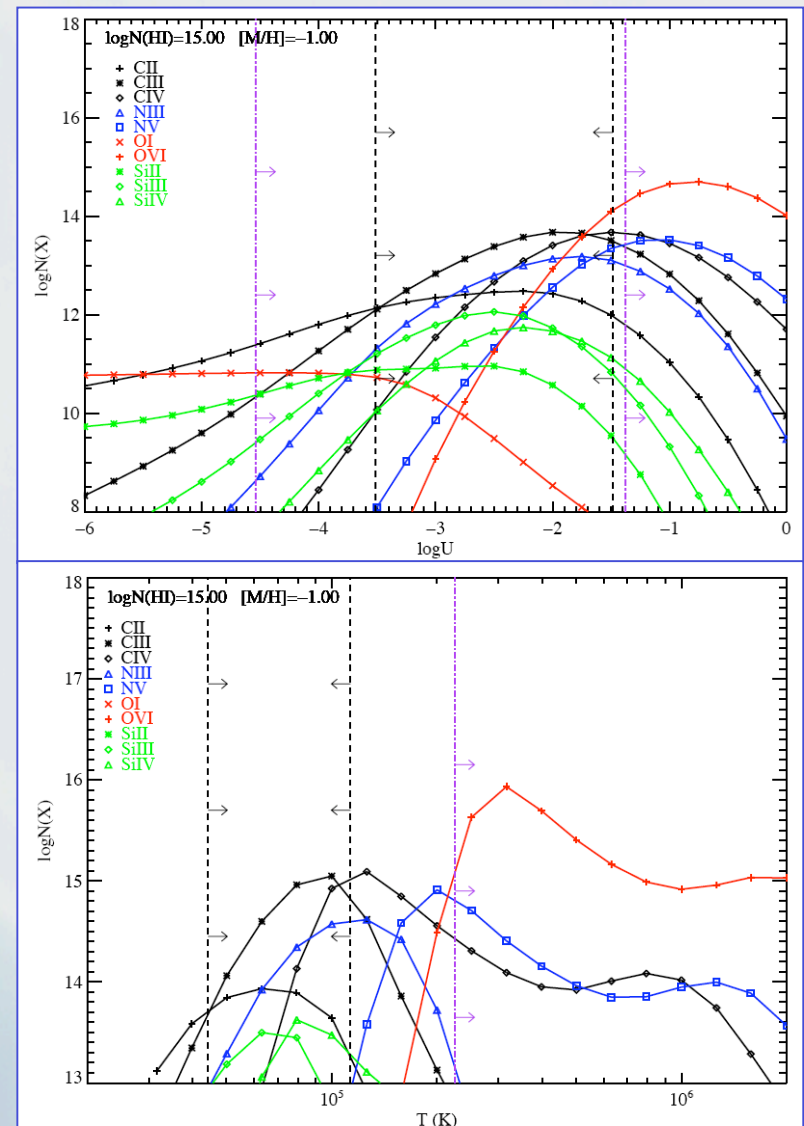 logN(HI)=15.00 [M/H]=−1.00
CII
CIII
CIV
NIII
NV
OI
OVI
SiII
SiIII
SiIV
18
16
14
12
10
8
logN(X)
−6 −5 −4 −3 −2 −1 0
logU
logN(HI)=15.00 [M/H]=−1.00
CII
CIII
CIV
NIII
NV
OI
OVI
SiII
SiIII
SiIV
18
17
16
15
14
13
logN(X)
10^5 10^6
T (K)